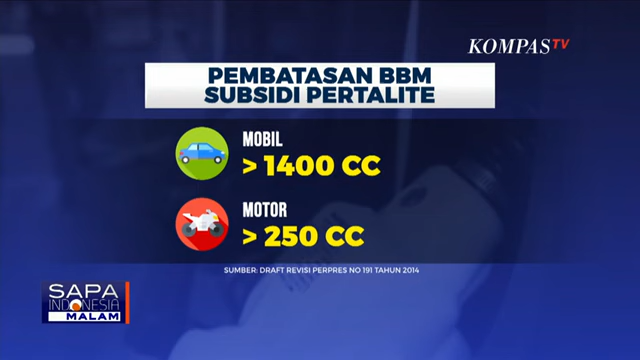 KOMPASTV
PEMBATASAN BBM
SUBSIDI PERTALITE
MOBIL
> 1400 CC
MOTOR
> 250 CC
SUMBER: DRAFT REVISI PERPRES NO 191 TAHUN 2014
SAPA
INDONESIA
MALAM